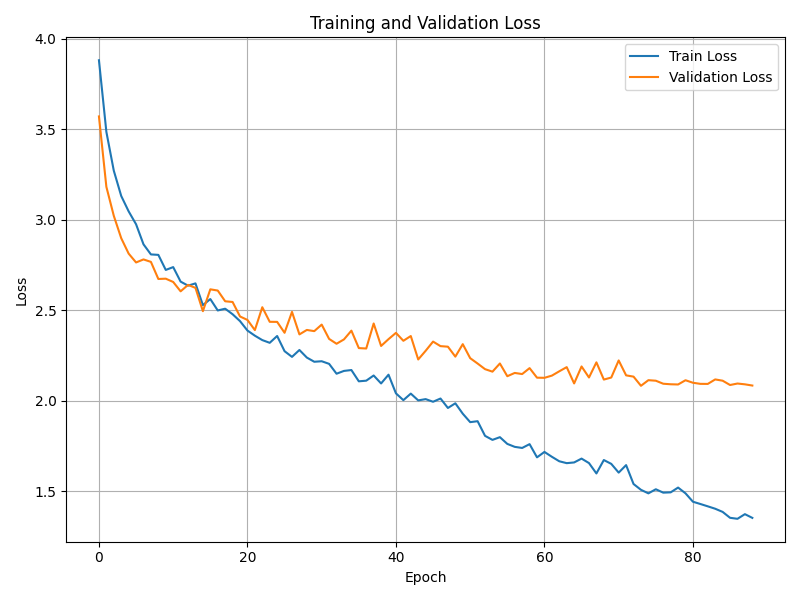 Training and Validation Loss
Train Loss
Validation Loss
4.0
3.5
3.0
2.5
2.0
1.5
Loss
0 20 40 60 80
Epoch